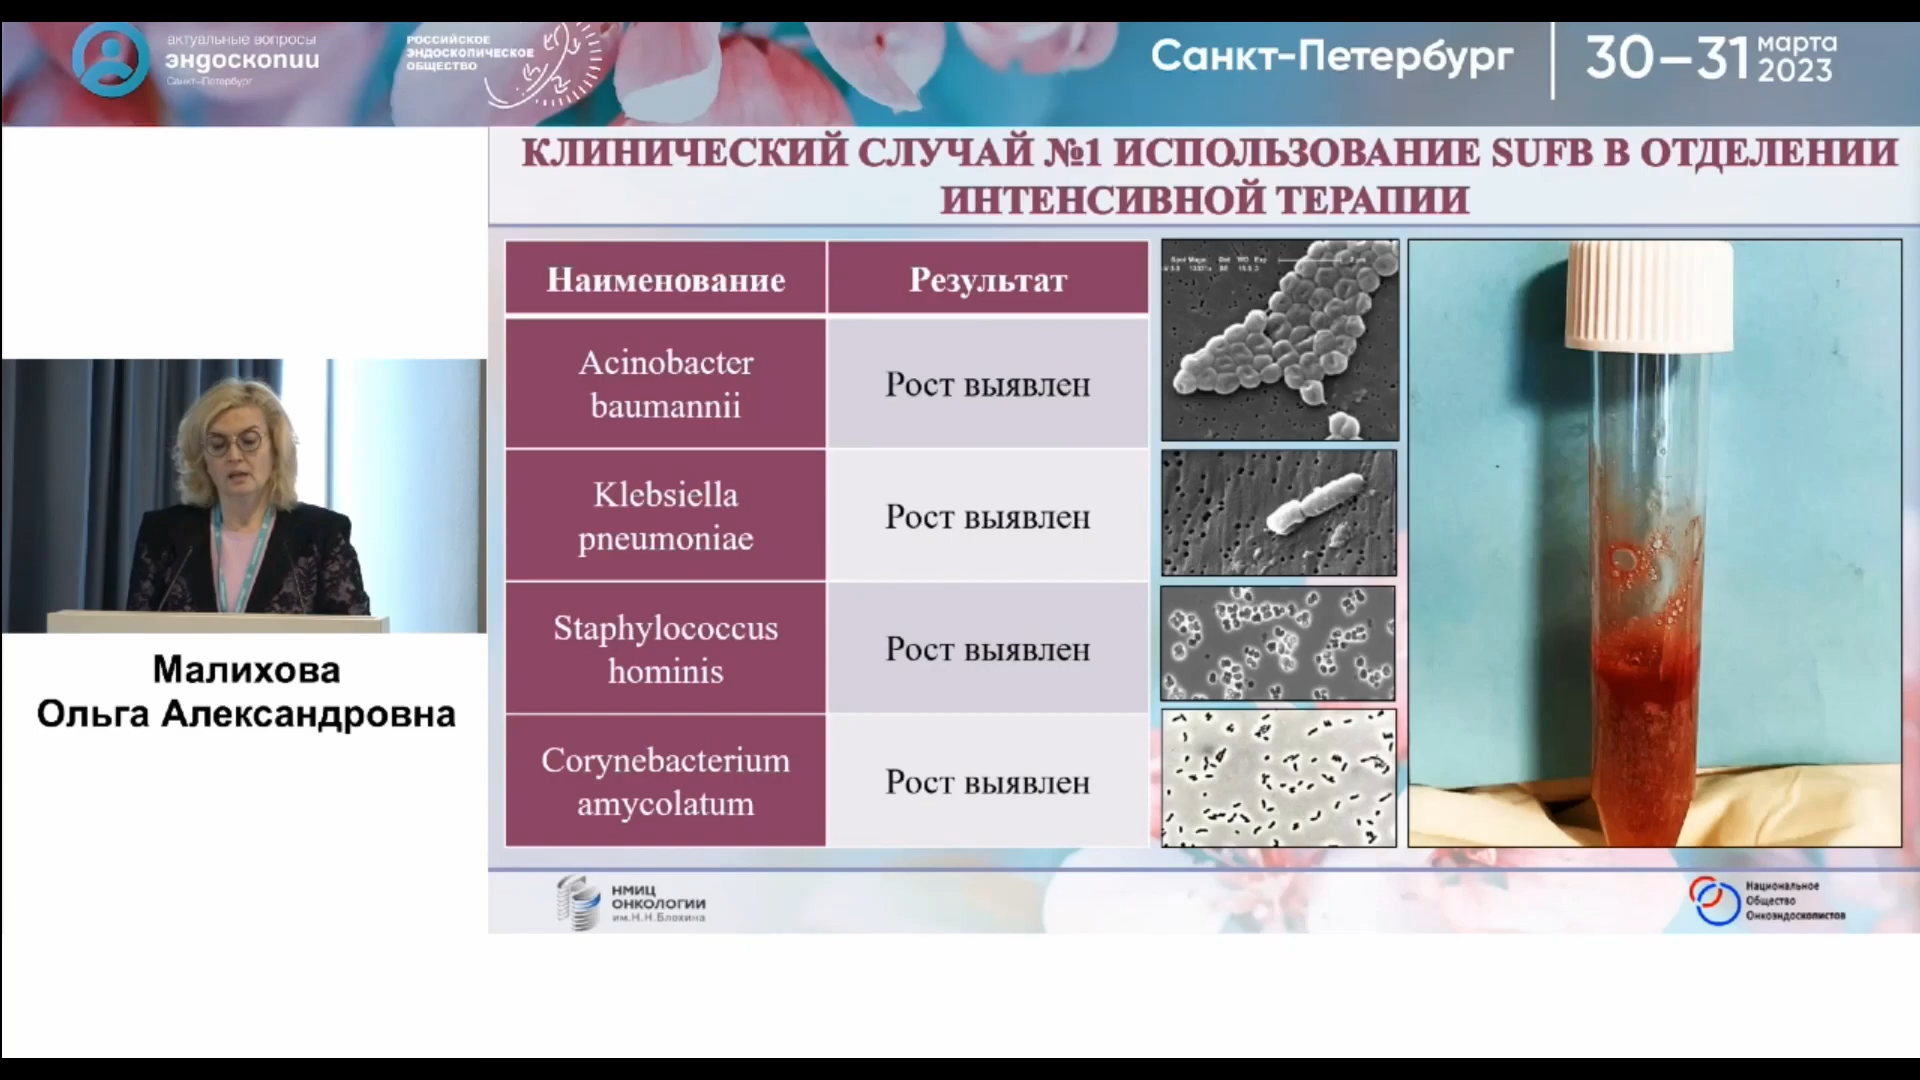 актуальные вопросы
эндоскопии
Санкт-Петербург
РОССИЙСКОЕ
ЭНДОСКОПИЧЕСКОЕ
ОБЩЕСТВО
Санкт-Петербург
30–31
марта
2023
КЛИНИЧЕСКИЙ СЛУЧАЙ №1 ИСПОЛЬЗОВАНИЕ SUFB В ОТДЕЛЕНИИ
ИНТЕНСИВНОЙ ТЕРАПИИ
Наименование
Результат
Acinobacter
baumannii
Рост выявлен
Klebsiella
pneumoniae
Рост выявлен
Staphylococcus
hominis
Рост выявлен
Corynebacterium
amycolatum
Рост выявлен
Малихова
Ольга Александровна
НМИЦ
ОНКОЛОГИИ
им.Н.Н.Блохина
Национальное
Общество
Онкоэндоскопистов